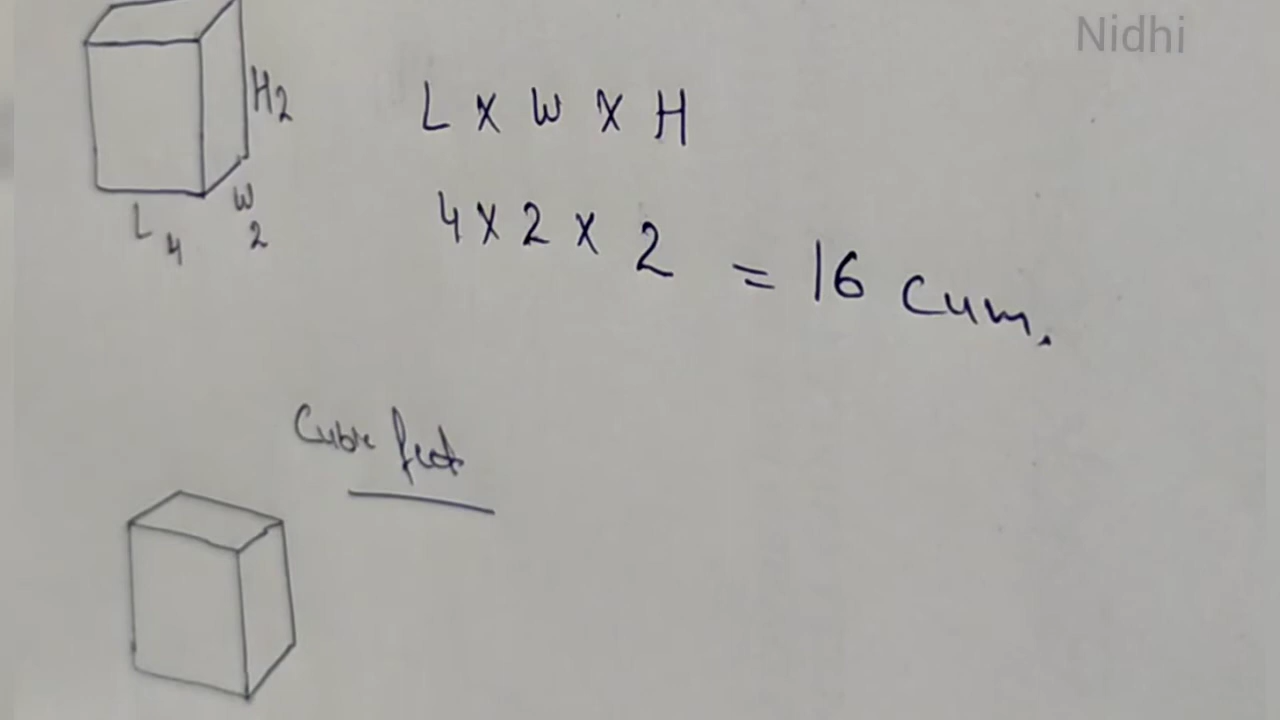 Nidhi
H2
L x W x H
W
L 4
2
4 x 2 x 2 = 16 Cum.
Cubic feet